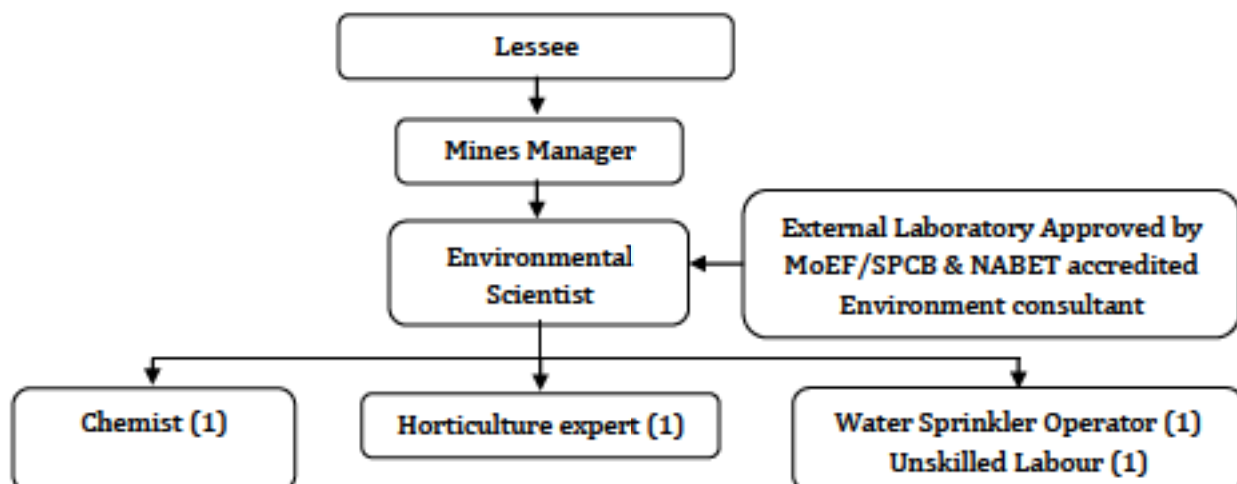 Lessee
Mines Manager
Environmental
Scientist
External Laboratory Approved by
MoEF/SPCB & NABET accredited
Environment consultant
Chemist (1)
Horticulture expert (1)
Water Sprinkler Operator (1)
Unskilled Labour (1)